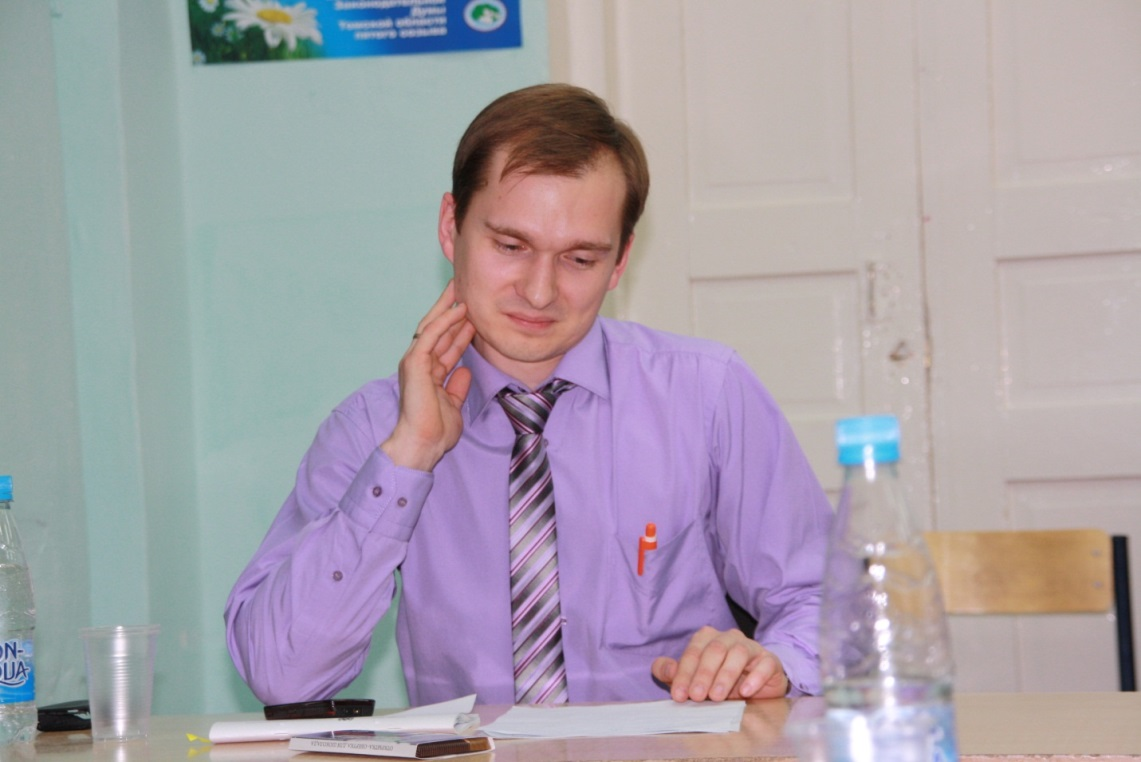 Законодательной
Думы
Томской области
пятого созыва
ON-
QUA